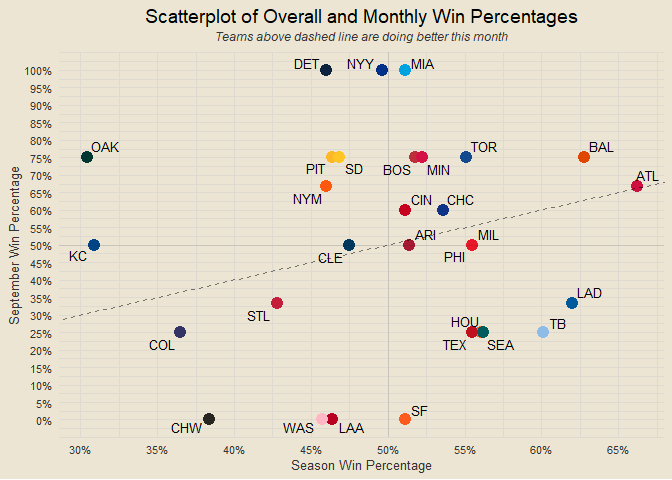 Scatterplot of Overall and Monthly Win Percentages
Teams above dashed line are doing better this month
September Win Percentage
100%
95%
90%
85%
80%
75%
70%
65%
60%
55%
50%
45%
40%
35%
30%
25%
20%
15%
10%
5%
0%
DET
NYY
MIA
OAK
TOR
BAL
PIT
SD
BOS
MIN
ATL
NYM
CIN
CHC
ARI
MIL
KC
CLE
PHI
LAD
STL
HOU
TB
COL
TEX
SEA
SF
CHW
WAS
LAA
30%
35%
40%
45%
50%
55%
60%
65%
Season Win Percentage